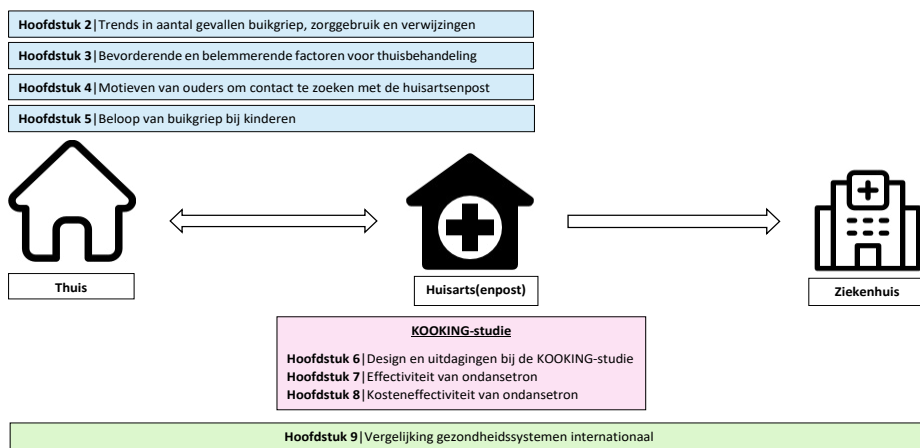 Hoofdstuk 2|Trends in aantal gevallen buikgriep, zorggebruik en verwijzingen
Hoofdstuk 3|Bevorderende en belemmerende factoren voor thuisbehandeling
Hoofdstuk 4|Motieven van ouders om contact te zoeken met de huisartsenpost
Hoofdstuk 5|Beloop van buikgriep bij kinderen
Thuis
Huisarts(enpost)
Ziekenhuis
KOOKING-studie
Hoofdstuk 6|Design en uitdagingen bij de KOOKING-studie
Hoofdstuk 7|Effectiviteit van ondansetron
Hoofdstuk 8|Kosteneffectiviteit van ondansetron
Hoofdstuk 9|Vergelijking gezondheidssystemen internationaal